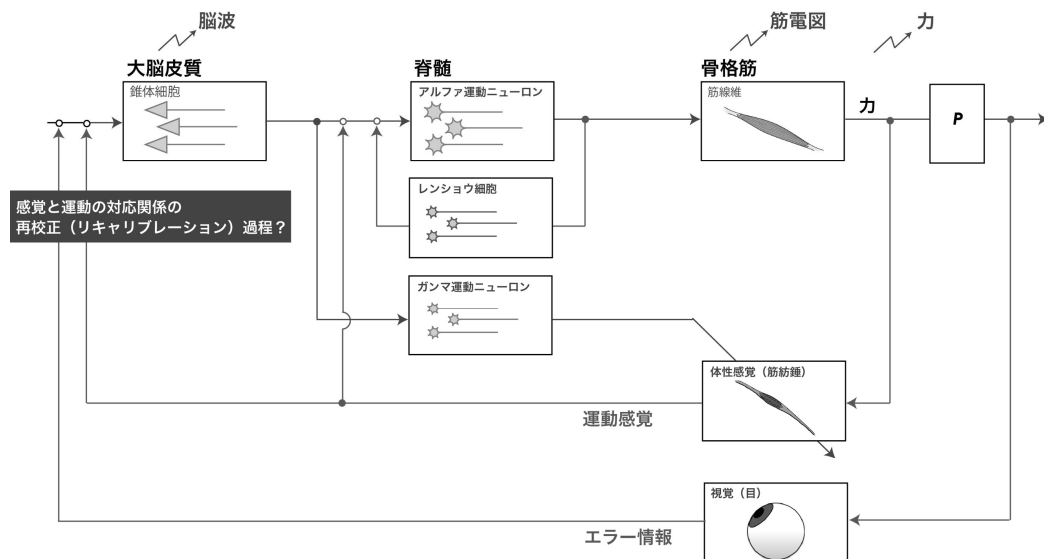 脳波
筋電図
力
大脳皮質
脊髄
骨格筋
錐体細胞
アルファ運動ニューロン
筋線維
力
P
レンショウ細胞
感覚と運動の対応関係の
再校正（リキャリブレーション）過程？
ガンマ運動ニューロン
体性感覚（筋紡錘）
運動感覚
視覚（目）
エラー情報